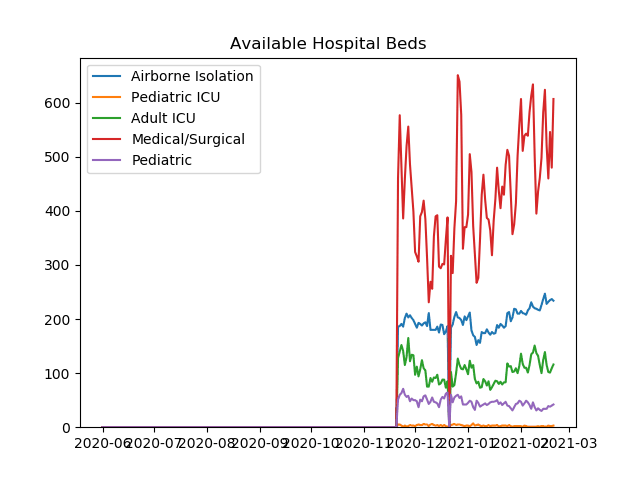 Available Hospital Beds
Airborne Isolation
Pediatric ICU
Adult ICU
Medical/Surgical
Pediatric
600
500
400
300
200
100
0
2020-06 2020-07 2020-08 2020-09 2020-10 2020-11 2020-12 2021-01 2021-02 2021-03